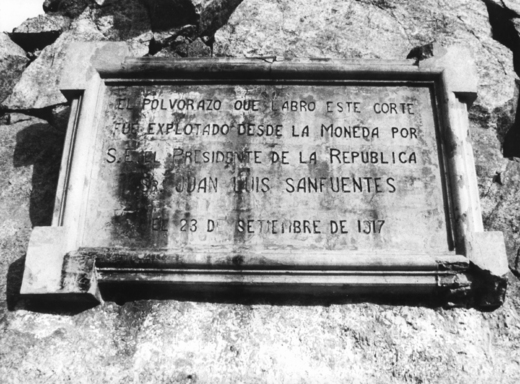 EL POLVORAZO QUE LABRO ESTE CORTE
FUE EXPLOTADO DESDE LA MONEDA POR
S.E. EL PRESIDENTE DE LA REPUBLICA
JUAN LUIS SANFUENTES
EL 23 DE SETIEMBRE DE 1917